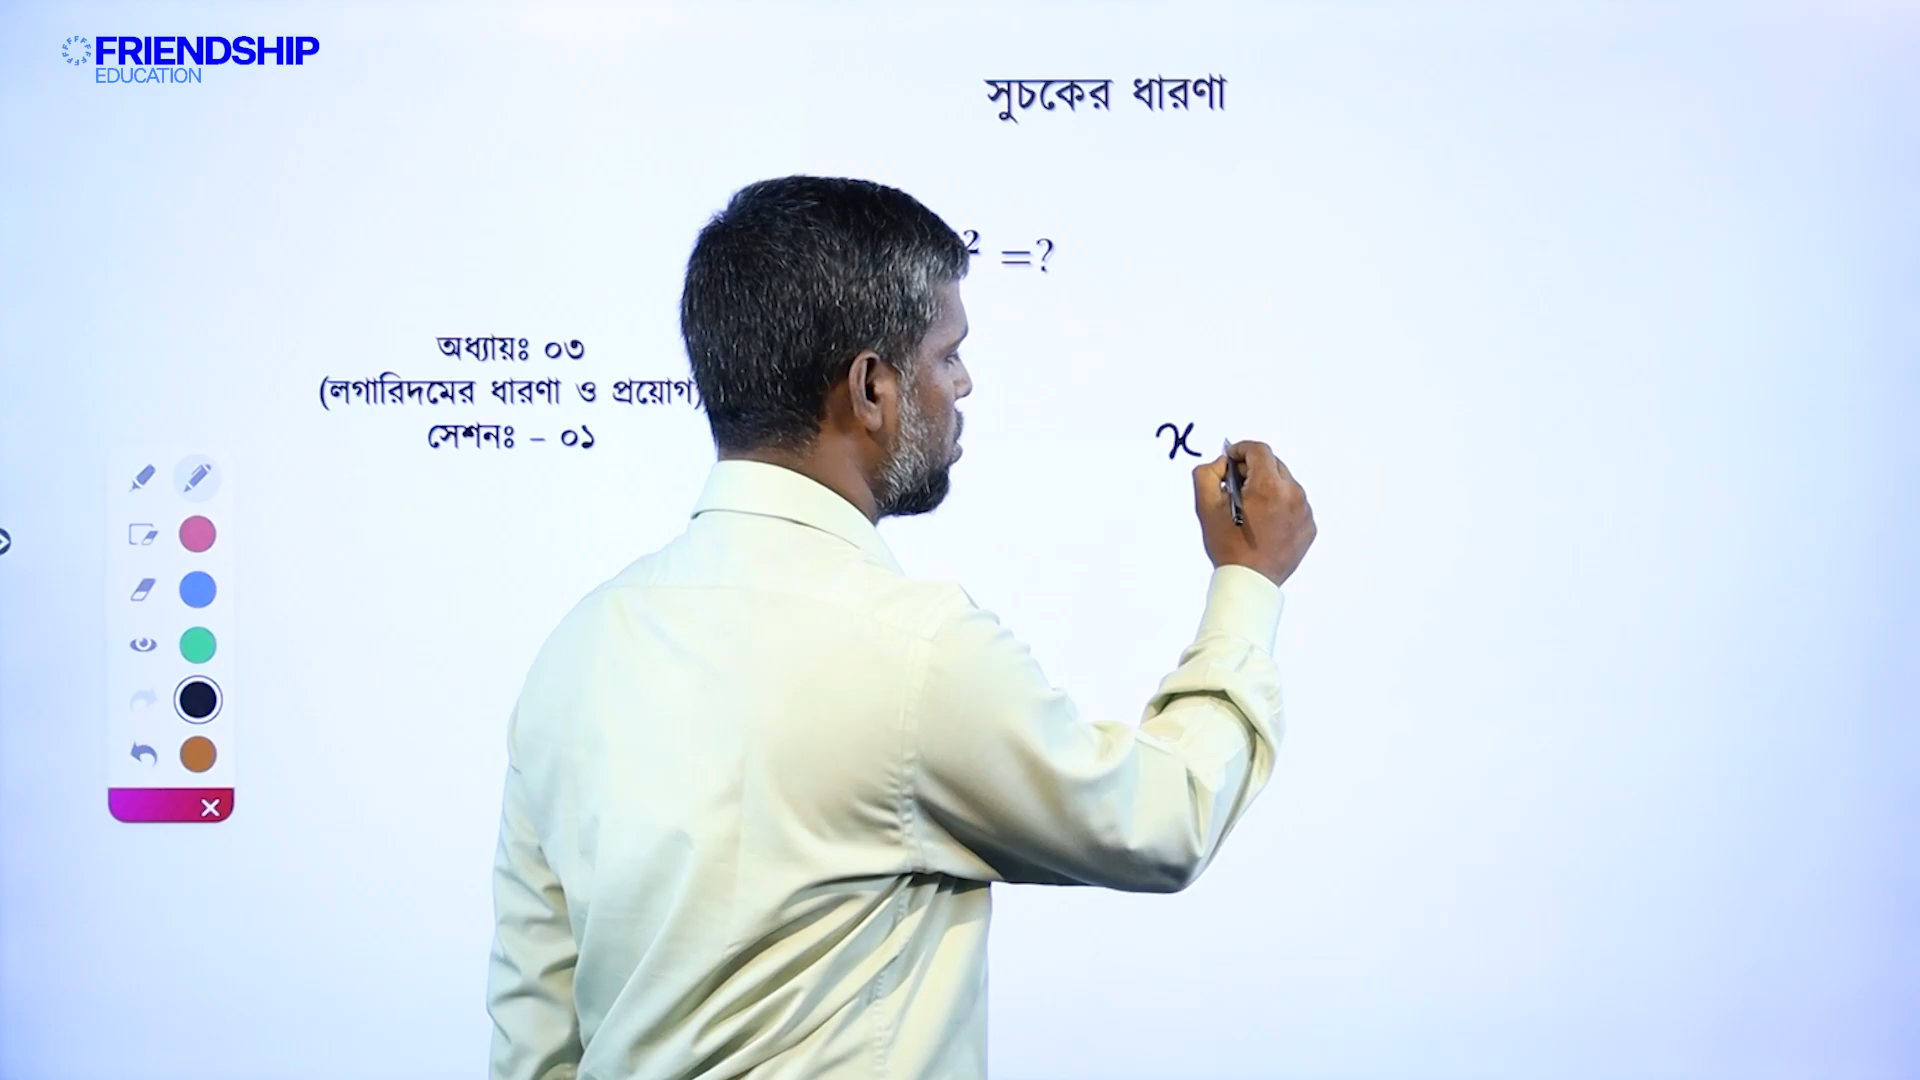 FRIENDSHIP
EDUCATION
সুচকের ধারণা
² =?
অধ্যায়ঃ ০৩
(লগারিদমের ধারণা ও প্রয়োগ)
সেশনঃ – ০১
x